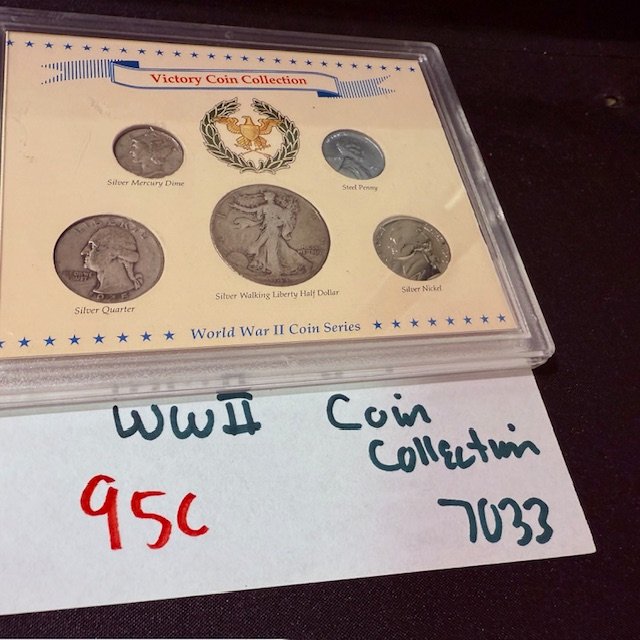 Victory Coin Collection
Silver Mercury Dime
Steel Penny
LIBERTY
Silver Quarter
Silver Walking Liberty Half Dollar
Silver Nickel
World War II Coin Series
WWII Coin
Collection
95C
7033